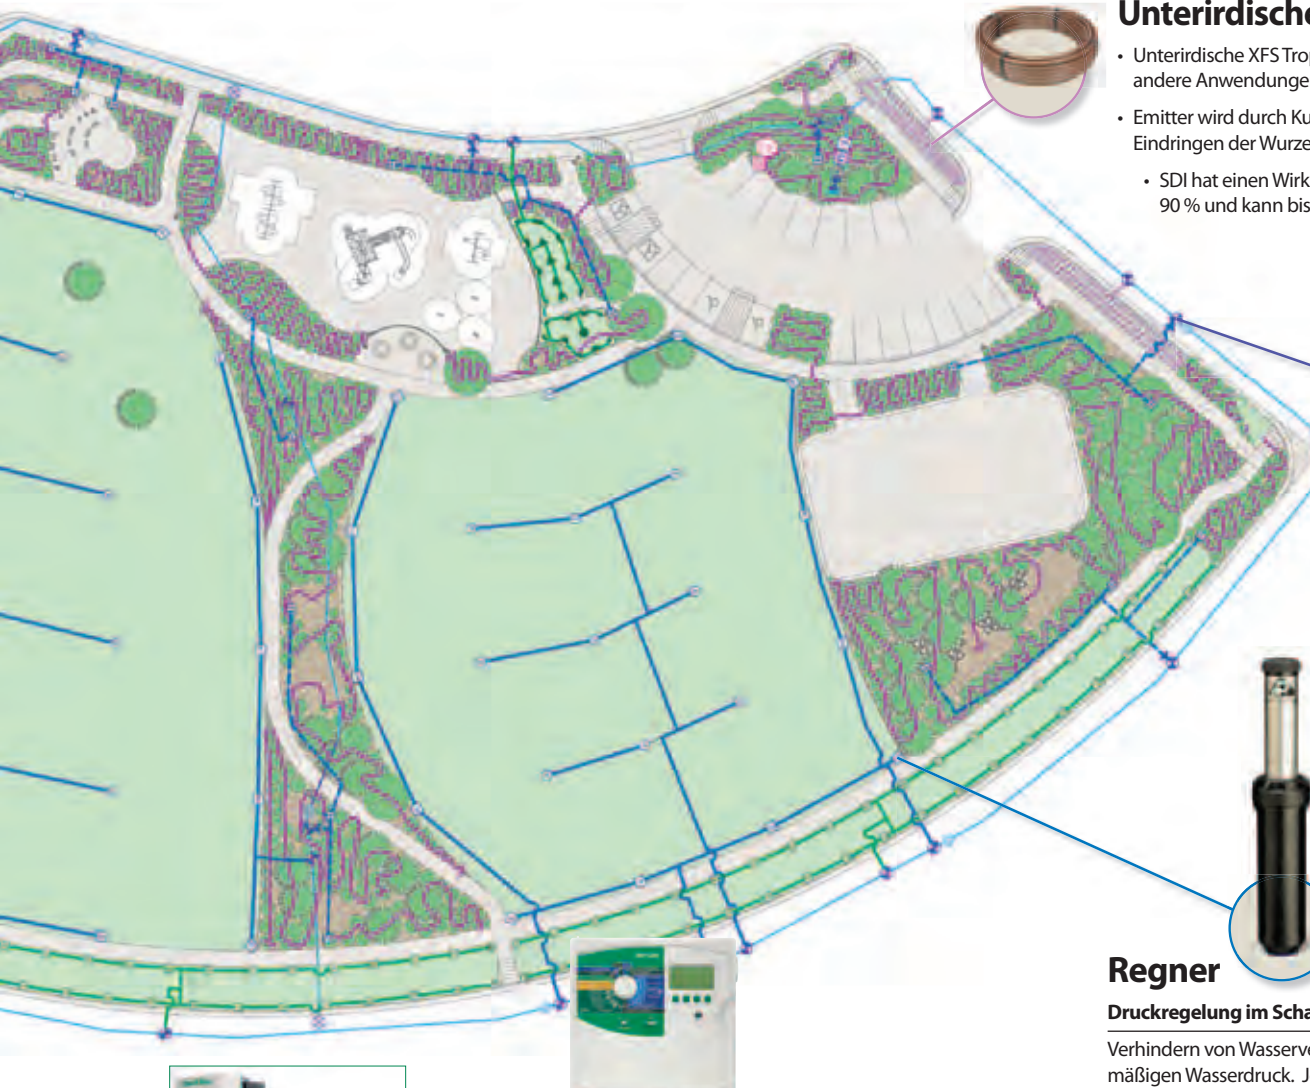 Unterirdische
• Unterirdische XFS Trop
andere Anwendunge
• Emitter wird durch Ku
Eindringen der Wurze
• SDI hat einen Wirk
90 % und kann bis
Regner
Druckregelung im Scha
Verhindern von Wasserve
mäßigen Wasserdruck. J